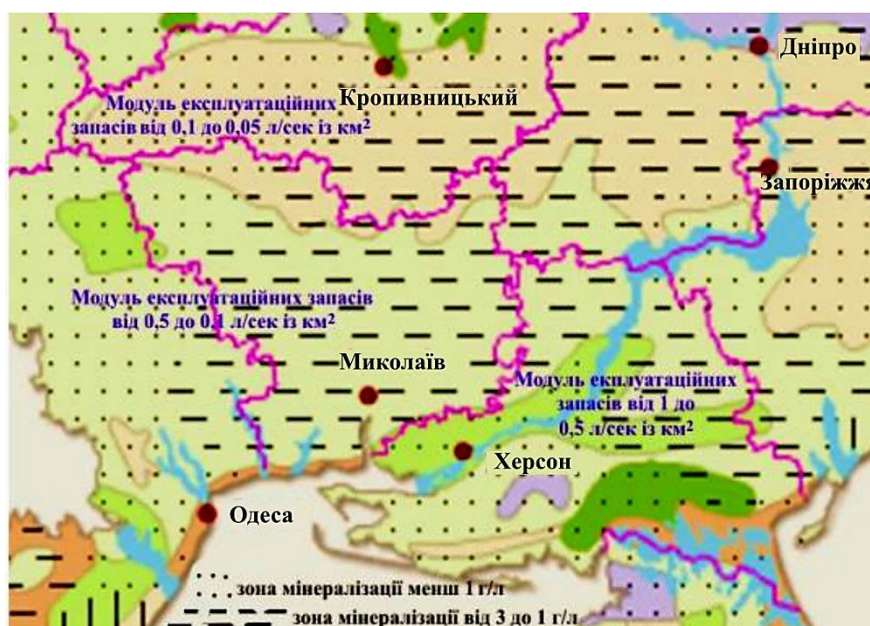 Дніпро
Кропивницький
Модуль експлуатаційних
запасів від 0,1 до 0,05 л/сек із км²
Запоріжжя
Модуль експлуатаційних запасів
від 0,5 до 0,1 л/сек із км²
Миколаїв
Модуль експлуатаційних
запасів від 1 до
0,5 л/сек із км²
Херсон
Одеса
зона мінералізації менш 1 г/л
зона мінералізації від 3 до 1 г/л